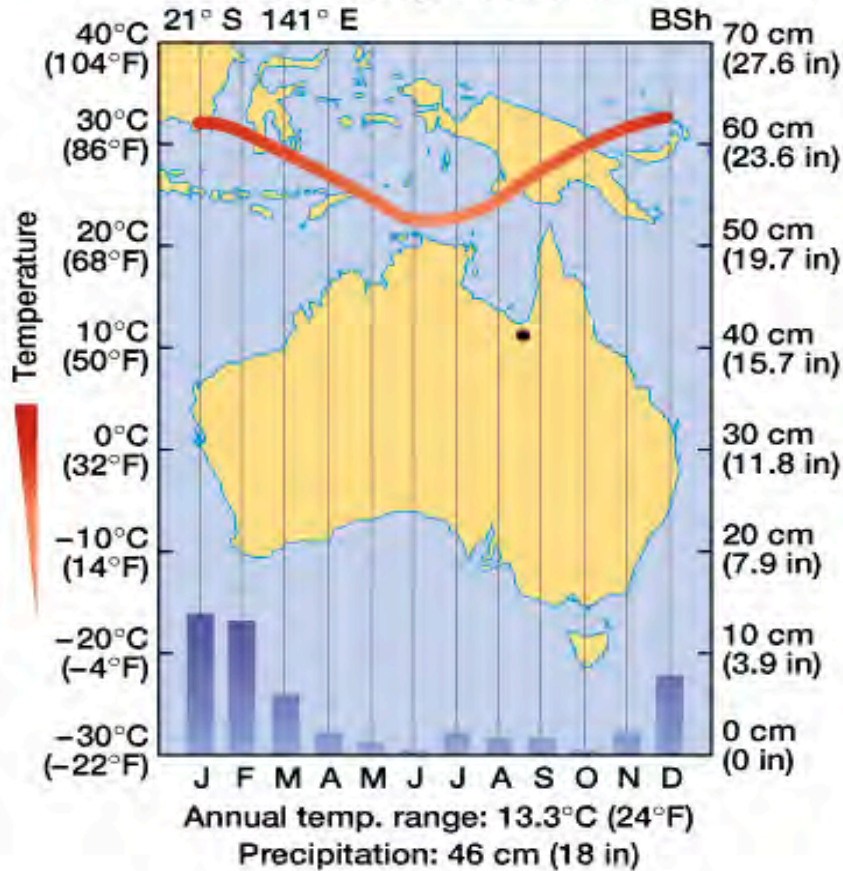 21° S 141° E BSh
40°C
(104°F)
30°C
(86°F)
20°C
(68°F)
10°C
(50°F)
0°C
(32°F)
−10°C
(14°F)
−20°C
(−4°F)
−30°C
(−22°F)
Temperature
70 cm
(27.6 in)
60 cm
(23.6 in)
50 cm
(19.7 in)
40 cm
(15.7 in)
30 cm
(11.8 in)
20 cm
(7.9 in)
10 cm
(3.9 in)
0 cm
(0 in)
J F M A M J J A S O N D
Annual temp. range: 13.3°C (24°F)
Precipitation: 46 cm (18 in)